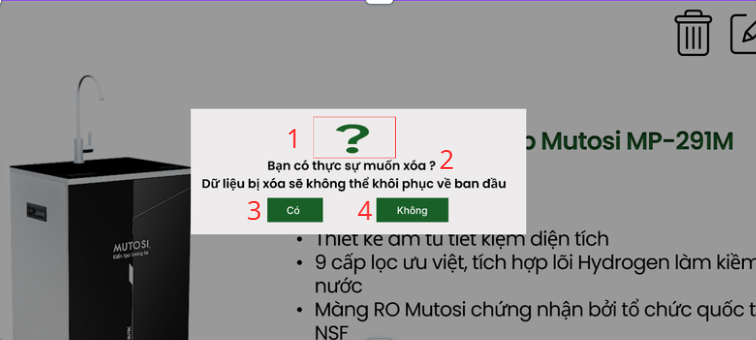 p Mutosi MP-291M
1
?
Bạn có thực sự muốn xóa ? 2
Dữ liệu bị xóa sẽ không thể khôi phục về ban đầu
3 Có 4 Không
MUTOSI
• Thiết kế âm tủ tiết kiệm diện tích
• 9 cấp lọc ưu việt, tích hợp lõi Hydrogen làm kiềm
nước
• Màng RO Mutosi chứng nhận bởi tổ chức quốc t
NSF